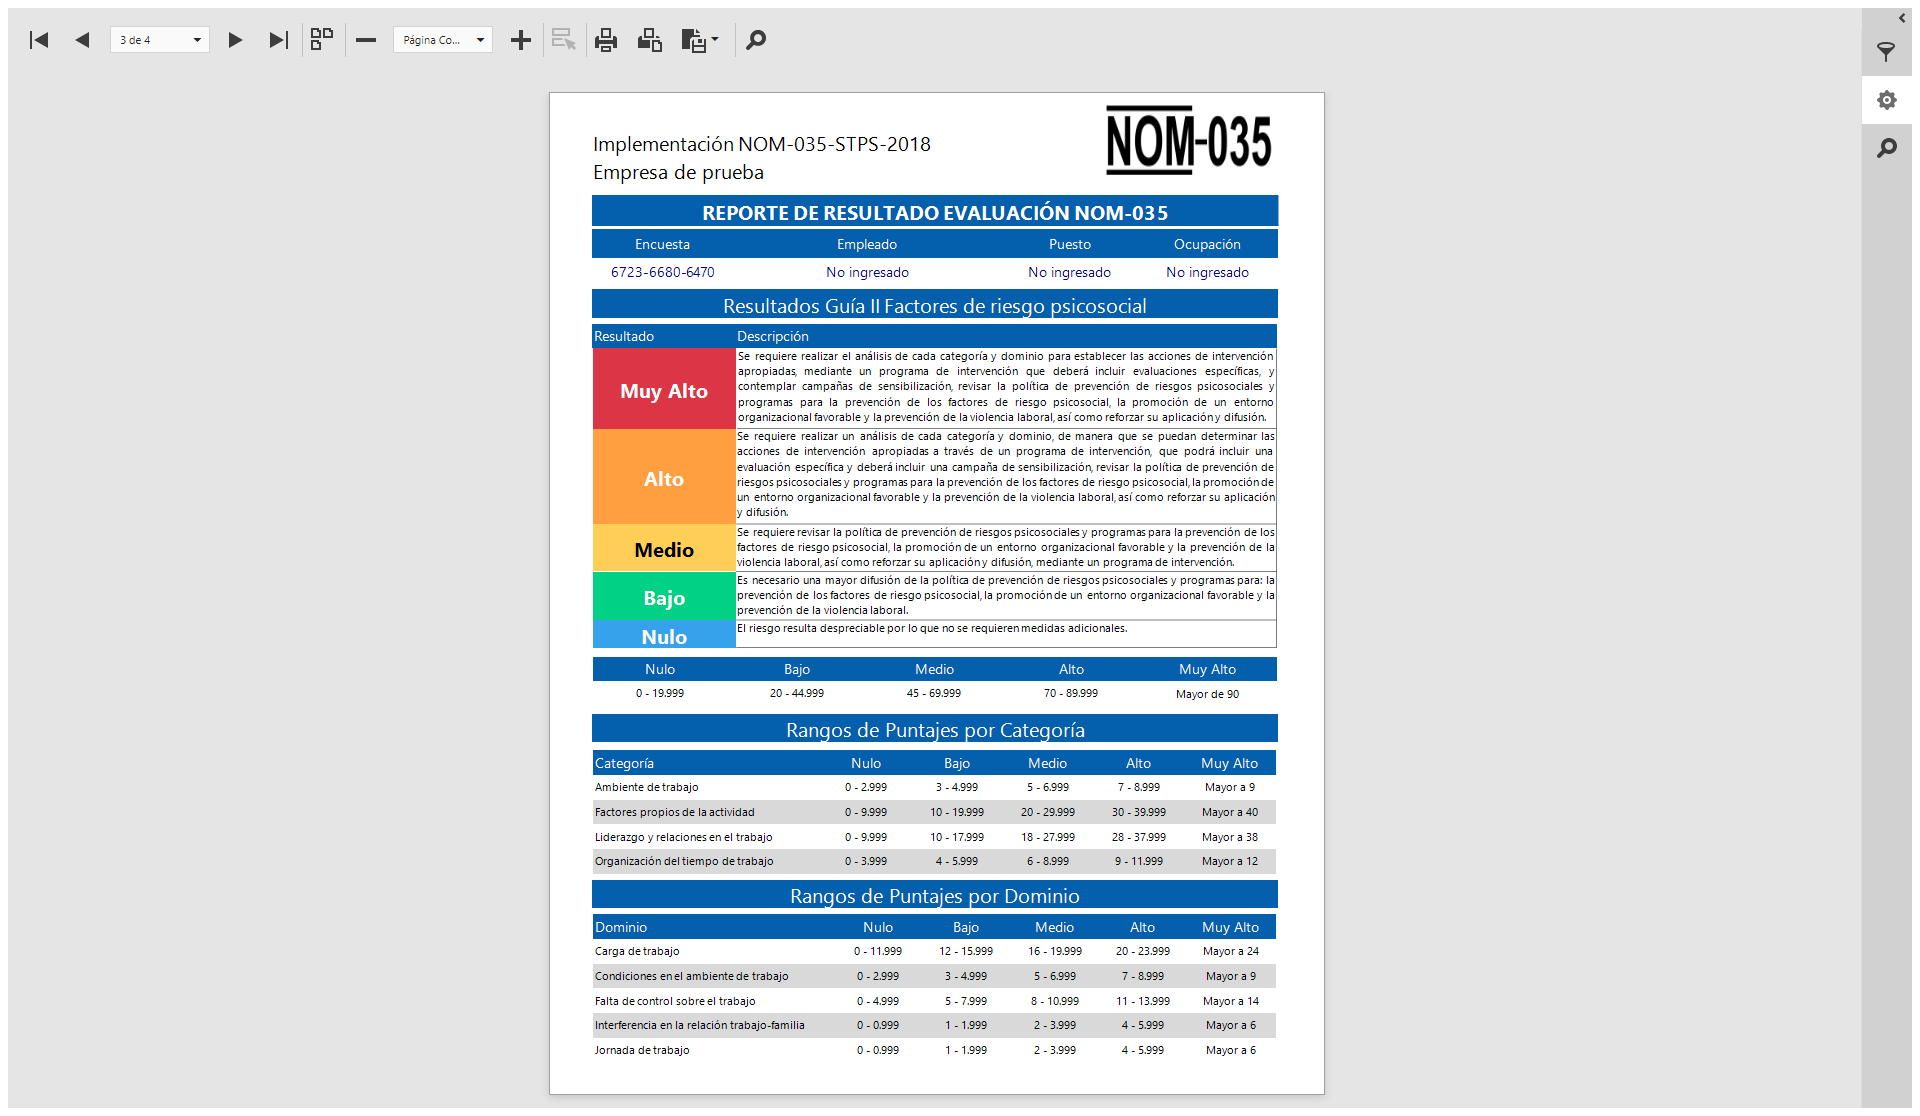 3 de 4
Página Co...
NOM-035
Implementación NOM-035-STPS-2018
Empresa de prueba
REPORTE DE RESULTADO EVALUACIÓN NOM-035
Encuesta Empleado Puesto Ocupación
6723-6680-6470 No ingresado No ingresado No ingresado
Resultados Guía II Factores de riesgo psicosocial
Resultado Descripción
Muy Alto
Se requiere realizar el análisis de cada categoría y dominio para establecer las acciones de intervención
apropiadas, mediante un programa de intervención que deberá incluir evaluaciones específicas, y
contemplar campañas de sensibilización, revisar la política de prevención de riesgos psicosociales y
programas para la prevención de los factores de riesgo psicosocial, la promoción de un entorno
organizacional favorable y la prevención de la violencia laboral, así como reforzar su aplicación y difusión.
Alto
Se requiere realizar un análisis de cada categoría y dominio, de manera que se puedan determinar las
acciones de intervención apropiadas a través de un programa de intervención, que podrá incluir una
evaluación específica y deberá incluir una campaña de sensibilización, revisar la política de prevención de
riesgos psicosociales y programas para la prevención de los factores de riesgo psicosocial, la promoción de
un entorno organizacional favorable y la prevención de la violencia laboral, así como reforzar su aplicación
y difusión.
Medio
Se requiere revisar la política de prevención de riesgos psicosociales y programas para la prevención de los
factores de riesgo psicosocial, la promoción de un entorno organizacional favorable y la prevención de la
violencia laboral, así como reforzar su aplicación y difusión, mediante un programa de intervención.
Bajo
Es necesario una mayor difusión de la política de prevención de riesgos psicosociales y programas para: la
prevención de los factores de riesgo psicosocial, la promoción de un entorno organizacional favorable y la
prevención de la violencia laboral.
Nulo
El riesgo resulta despreciable por lo que no se requieren medidas adicionales.
Nulo Bajo Medio Alto Muy Alto
0 - 19.999 20 - 44.999 45 - 69.999 70 - 89.999 Mayor de 90
Rangos de Puntajes por Categoría
Categoría Nulo Bajo Medio Alto Muy Alto
Ambiente de trabajo 0 - 2.999 3 - 4.999 5 - 6.999 7 - 8.999 Mayor a 9
Factores propios de la actividad 0 - 9.999 10 - 19.999 20 - 29.999 30 - 39.999 Mayor a 40
Liderazgo y relaciones en el trabajo 0 - 9.999 10 - 17.999 18 - 27.999 28 - 37.999 Mayor a 38
Organización del tiempo de trabajo 0 - 3.999 4 - 5.999 6 - 8.999 9 - 11.999 Mayor a 12
Rangos de Puntajes por Dominio
Dominio Nulo Bajo Medio Alto Muy Alto
Carga de trabajo 0 - 11.999 12 - 15.999 16 - 19.999 20 - 23.999 Mayor a 24
Condiciones en el ambiente de trabajo 0 - 2.999 3 - 4.999 5 - 6.999 7 - 8.999 Mayor a 9
Falta de control sobre el trabajo 0 - 4.999 5 - 7.999 8 - 10.999 11 - 13.999 Mayor a 14
Interferencia en la relación trabajo-familia 0 - 0.999 1 - 1.999 2 - 3.999 4 - 5.999 Mayor a 6
Jornada de trabajo 0 - 0.999 1 - 1.999 2 - 3.999 4 - 5.999 Mayor a 6